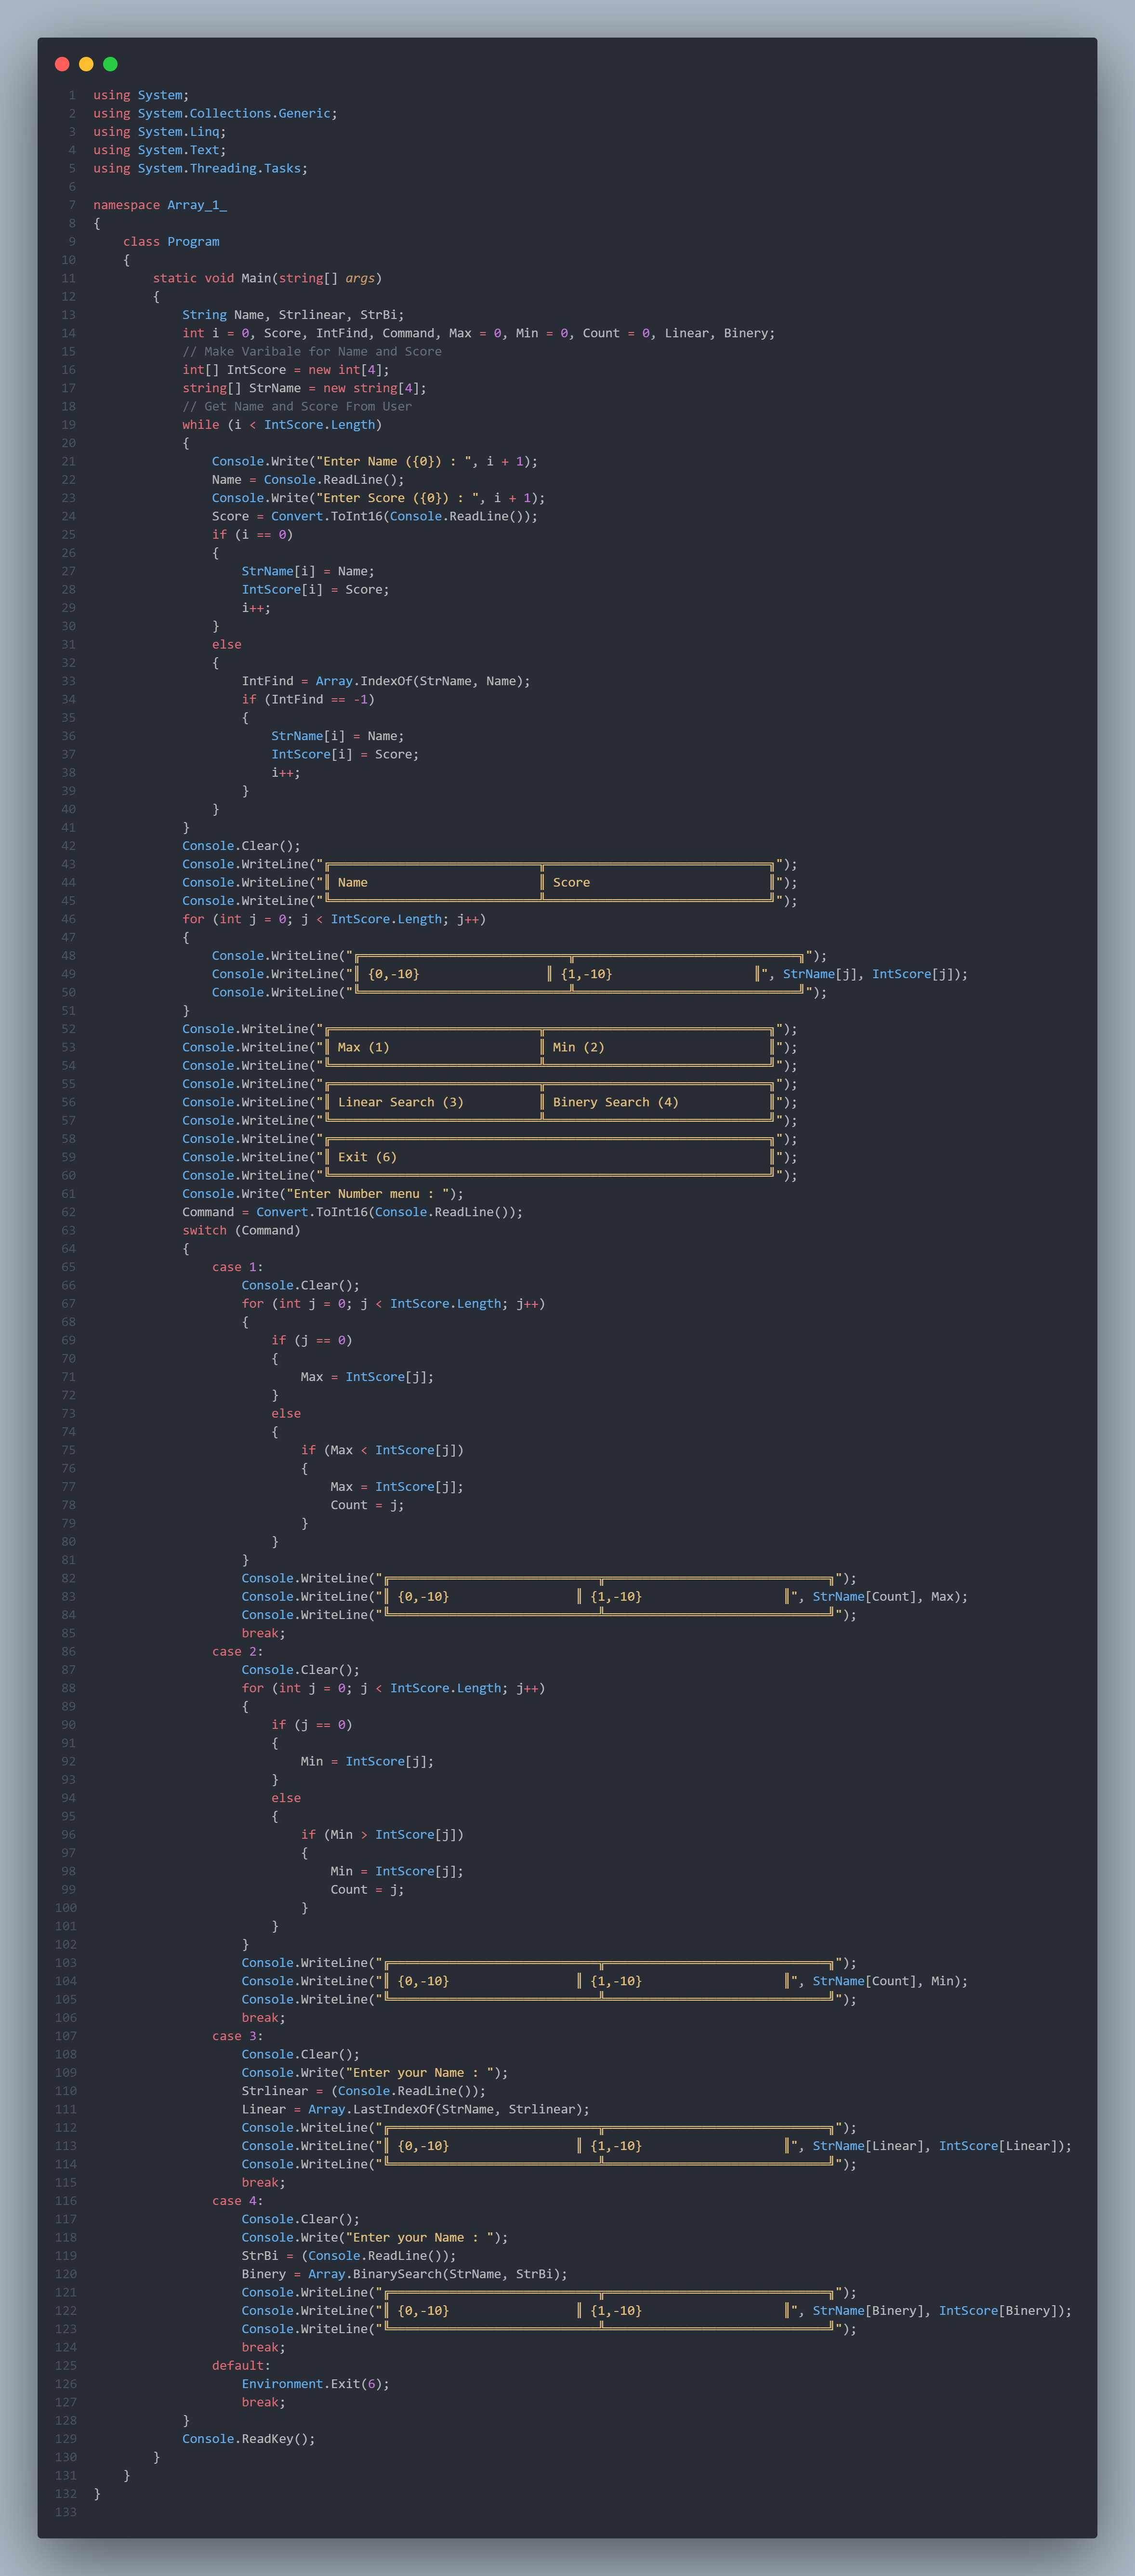 1 using System;
2 using System.Collections.Generic;
3 using System.Linq;
4 using System.Text;
5 using System.Threading.Tasks;
6
7 namespace Array_1_
8 {
9     class Program
10     {
11         static void Main(string[] args)
12         {
13             String Name, Strlinear, StrBi;
14             int i = 0, Score, IntFind, Command, Max = 0, Min = 0, Count = 0, Linear, Binery;
15             // Make Varibale for Name and Score
16             int[] IntScore = new int[4];
17             string[] StrName = new string[4];
18             // Get Name and Score From User
19             while (i < IntScore.Length)
20             {
21                 Console.Write("Enter Name ({0}) : ", i + 1);
22                 Name = Console.ReadLine();
23                 Console.Write("Enter Score ({0}) : ", i + 1);
24                 Score = Convert.ToInt16(Console.ReadLine());
25                 if (i == 0)
26                 {
27                     StrName[i] = Name;
28                     IntScore[i] = Score;
29                     i++;
30                 }
31                 else
32                 {
33                     IntFind = Array.IndexOf(StrName, Name);
34                     if (IntFind == -1)
35                     {
36                         StrName[i] = Name;
37                         IntScore[i] = Score;
38                         i++;
39                     }
40                 }
41             }
42             Console.Clear();
43             Console.WriteLine("╔════════════════════════════╦══════════════════════════════╗");
44             Console.WriteLine("║ Name                       ║ Score                        ║");
45             Console.WriteLine("╚════════════════════════════╩══════════════════════════════╝");
46             for (int j = 0; j < IntScore.Length; j++)
47             {
48                 Console.WriteLine("╔════════════════════════════╦══════════════════════════════╗");
49                 Console.WriteLine("║ {0,-10}                 ║ {1,-10}                   ║", StrName[j], IntScore[j]);
50                 Console.WriteLine("╚════════════════════════════╩══════════════════════════════╝");
51             }
52             Console.WriteLine("╔════════════════════════════╦══════════════════════════════╗");
53             Console.WriteLine("║ Max (1)                    ║ Min (2)                      ║");
54             Console.WriteLine("╚════════════════════════════╩══════════════════════════════╝");
55             Console.WriteLine("╔════════════════════════════╦══════════════════════════════╗");
56             Console.WriteLine("║ Linear Search (3)          ║ Binery Search (4)            ║");
57             Console.WriteLine("╚════════════════════════════╩══════════════════════════════╝");
58             Console.WriteLine("╔═══════════════════════════════════════════════════════════╗");
59             Console.WriteLine("║ Exit (6)                                                  ║");
60             Console.WriteLine("╚═══════════════════════════════════════════════════════════╝");
61             Console.Write("Enter Number menu : ");
62             Command = Convert.ToInt16(Console.ReadLine());
63             switch (Command)
64             {
65                 case 1:
66                     Console.Clear();
67                     for (int j = 0; j < IntScore.Length; j++)
68                     {
69                         if (j == 0)
70                         {
71                             Max = IntScore[j];
72                         }
73                         else
74                         {
75                             if (Max < IntScore[j])
76                             {
77                                 Max = IntScore[j];
78                                 Count = j;
79                             }
80                         }
81                     }
82                     Console.WriteLine("╔════════════════════════════╦══════════════════════════════╗");
83                     Console.WriteLine("║ {0,-10}                 ║ {1,-10}                   ║", StrName[Count], Max);
84                     Console.WriteLine("╚════════════════════════════╩══════════════════════════════╝");
85                     break;
86                 case 2:
87                     Console.Clear();
88                     for (int j = 0; j < IntScore.Length; j++)
89                     {
90                         if (j == 0)
91                         {
92                             Min = IntScore[j];
93                         }
94                         else
95                         {
96                             if (Min > IntScore[j])
97                             {
98                                 Min = IntScore[j];
99                                 Count = j;
100                             }
101                         }
102                     }
103                     Console.WriteLine("╔════════════════════════════╦══════════════════════════════╗");
104                     Console.WriteLine("║ {0,-10}                 ║ {1,-10}                   ║", StrName[Count], Min);
105                     Console.WriteLine("╚════════════════════════════╩══════════════════════════════╝");
106                     break;
107                 case 3:
108                     Console.Clear();
109                     Console.Write("Enter your Name : ");
110                     Strlinear = (Console.ReadLine());
111                     Linear = Array.LastIndexOf(StrName, Strlinear);
112                     Console.WriteLine("╔════════════════════════════╦══════════════════════════════╗");
113                     Console.WriteLine("║ {0,-10}                 ║ {1,-10}                   ║", StrName[Linear], IntScore[Linear]);
114                     Console.WriteLine("╚════════════════════════════╩══════════════════════════════╝");
115                     break;
116                 case 4:
117                     Console.Clear();
118                     Console.Write("Enter your Name : ");
119                     StrBi = (Console.ReadLine());
120                     Binery = Array.BinarySearch(StrName, StrBi);
121                     Console.WriteLine("╔════════════════════════════╦══════════════════════════════╗");
122                     Console.WriteLine("║ {0,-10}                 ║ {1,-10}                   ║", StrName[Binery], IntScore[Binery]);
123                     Console.WriteLine("╚════════════════════════════╩══════════════════════════════╝");
124                     break;
125                 default:
126                     Environment.Exit(6);
127                     break;
128             }
129             Console.ReadKey();
130         }
131     }
132 }
133